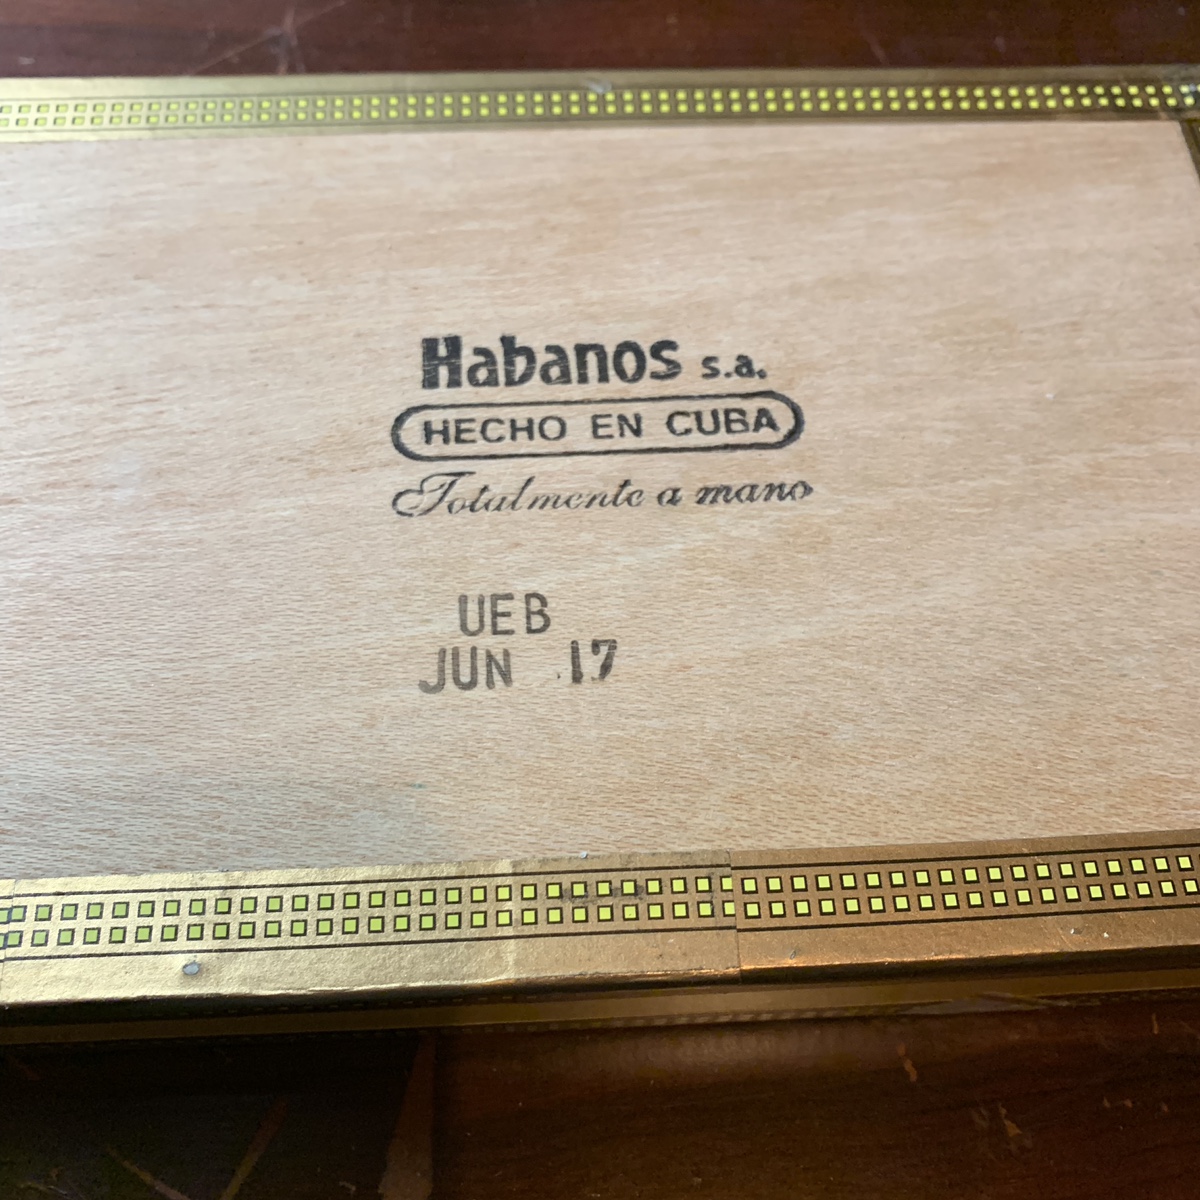 Habanos s.a.
HECHO EN CUBA
Totalmente a mano
UEB
JUN 17